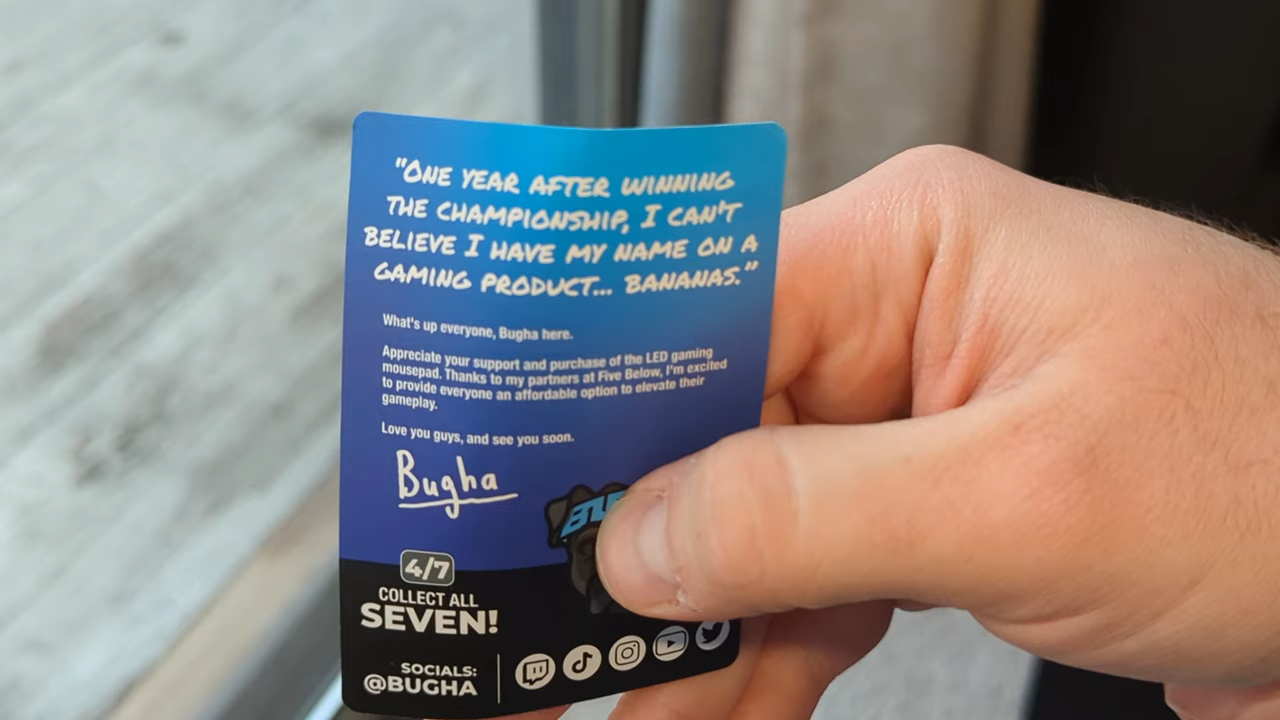 "ONE YEAR AFTER WINNING
THE CHAMPIONSHIP, I CAN'T
BELIEVE I HAVE MY NAME ON A
GAMING PRODUCT... BANANAS."
What's up everyone, Bugha here.
Appreciate your support and purchase of the LED gaming
mousepad. Thanks to my partners at Five Below, I'm excited
to provide everyone an affordable option to elevate their
gameplay.
Love you guys, and see you soon.
Bugha
4/7
COLLECT ALL
SEVEN!
SOCIALS:
@BUGHA